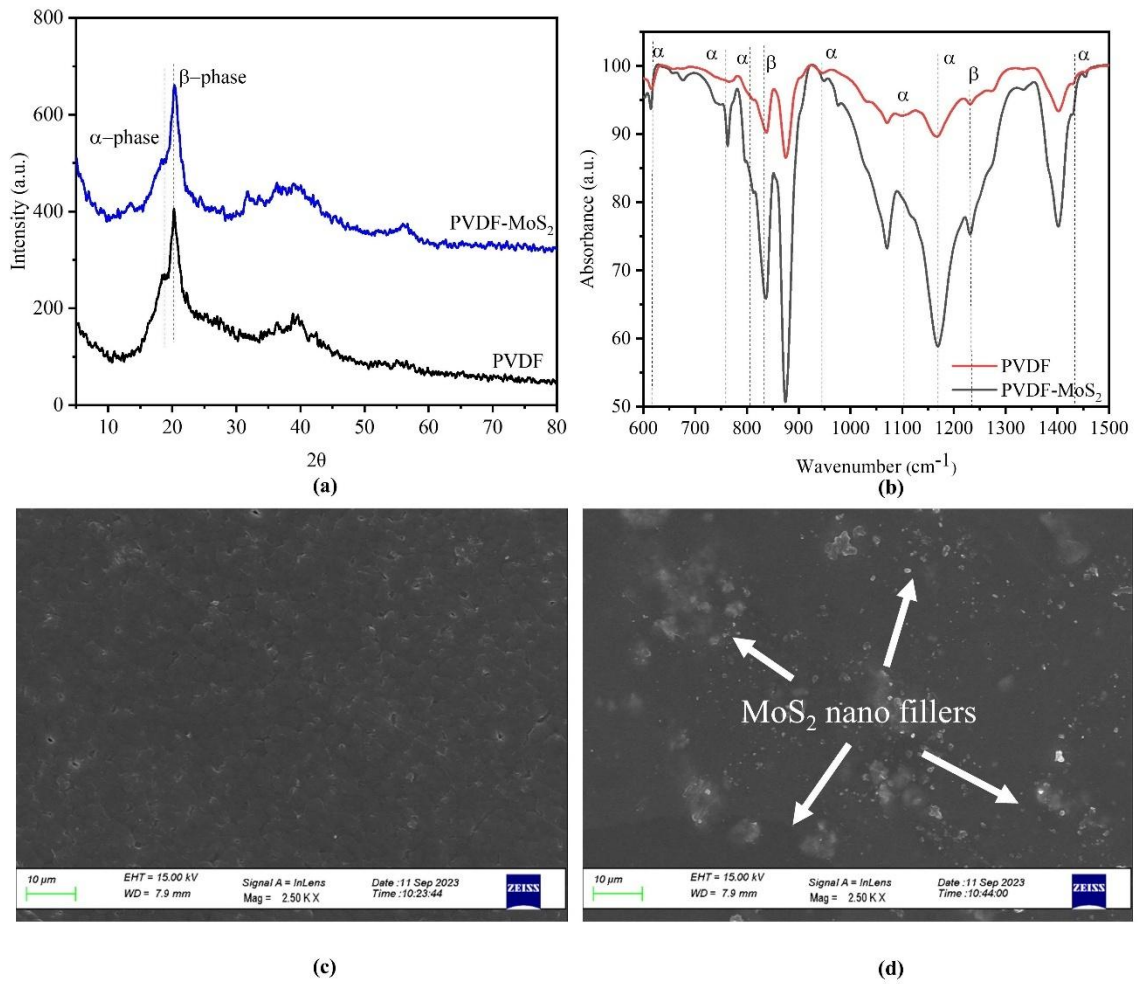 800
600
400
200
0
Intensity (a.u.)
β−phase
α−phase
PVDF-MoS₂
PVDF
10 20 30 40 50 60 70 80
2θ
(a)
100
90
80
70
60
50
Absorbance (a.u.)
α α α β α α α β α
PVDF
PVDF-MoS₂
600 700 800 900 1000 1100 1200 1300 1400 1500
Wavenumber (cm⁻¹)
(b)
10 µm
EHT = 15.00 kV
WD = 7.9 mm
Signal A = InLens
Mag = 2.50 K X
Date :11 Sep 2023
Time :10:23:44
ZEISS
(c)
MoS₂ nano fillers
10 µm
EHT = 15.00 kV
WD = 7.9 mm
Signal A = InLens
Mag = 2.50 K X
Date :11 Sep 2023
Time :10:44:00
ZEISS
(d)